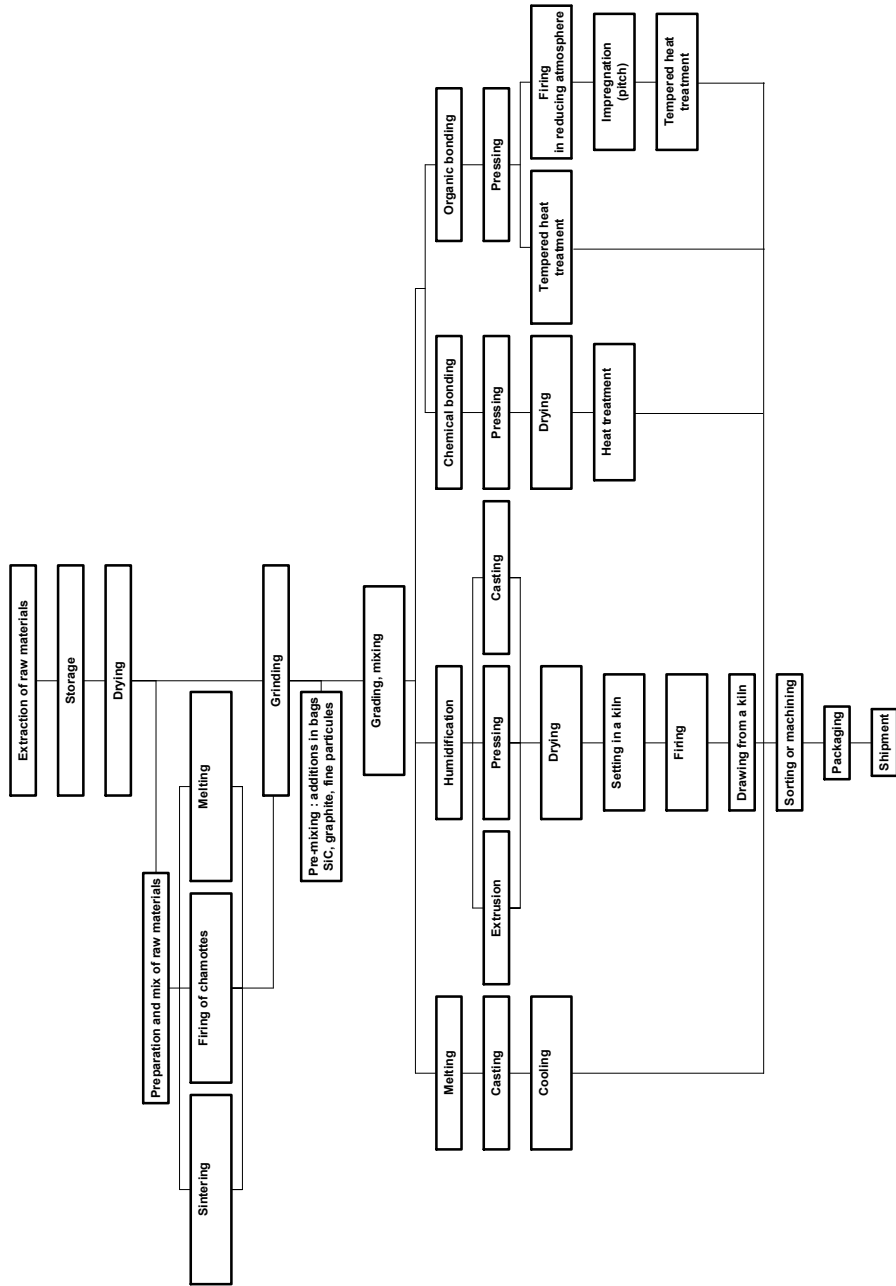 Extraction of raw materials
Storage
Drying
Preparation and mix of raw materials
Sintering
Firing of chamottes
Melting
Grinding
Pre-mixing : additions in bags
SiC, graphite, fine particules
Grading, mixing
Melting
Humidification
Chemical bonding
Organic bonding
Casting
Extrusion
Pressing
Casting
Pressing
Pressing
Cooling
Drying
Drying
Tempered heat
treatment
Firing
in reducing atmosphere
Setting in a kiln
Heat treatment
Impregnation
(pitch)
Firing
Tempered heat
treatment
Drawing from a kiln
Sorting or machining
Packaging
Shipment